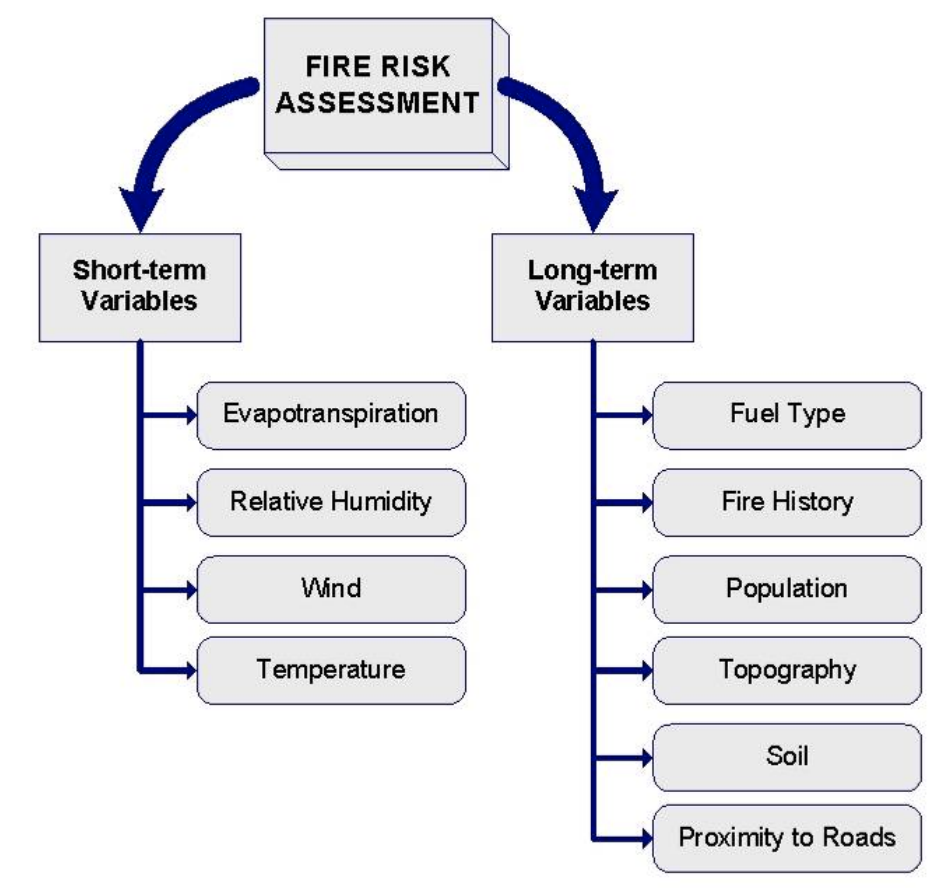 FIRE RISK
ASSESSMENT
Short-term
Variables
Evapotranspiration
Relative Humidity
Wind
Temperature
Long-term
Variables
Fuel Type
Fire History
Population
Topography
Soil
Proximity to Roads